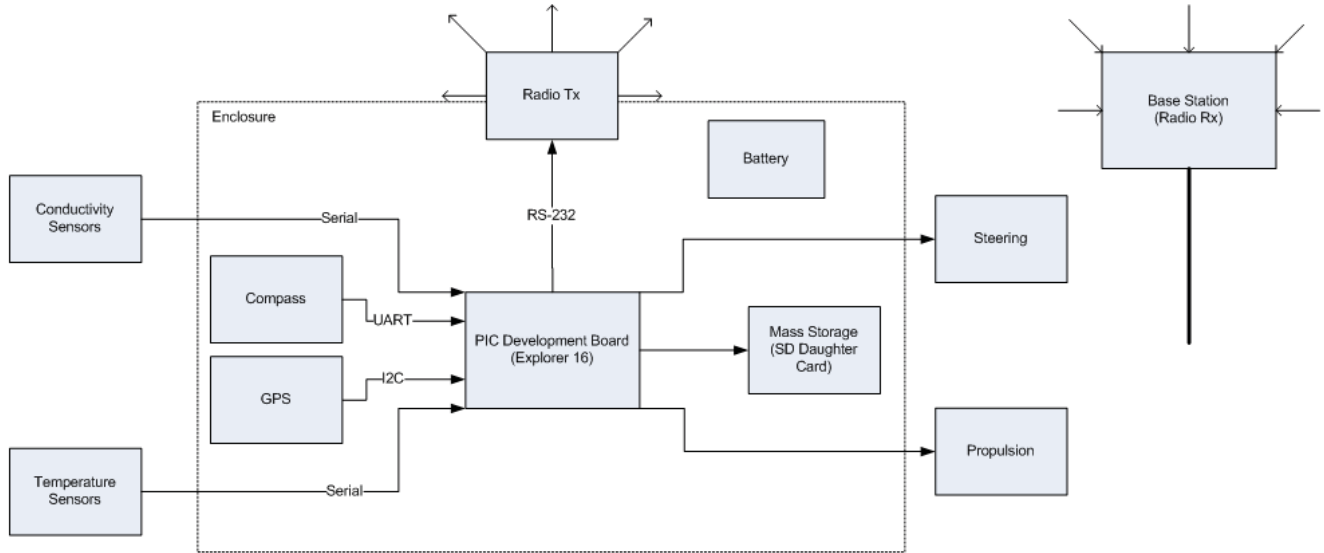 Radio Tx
Base Station
(Radio Rx)
Enclosure
Battery
Conductivity
Sensors
Serial
RS-232
Steering
Compass
UART
PIC Development Board
(Explorer 16)
Mass Storage
(SD Daughter
Card)
GPS
I2C
Propulsion
Temperature
Sensors
Serial